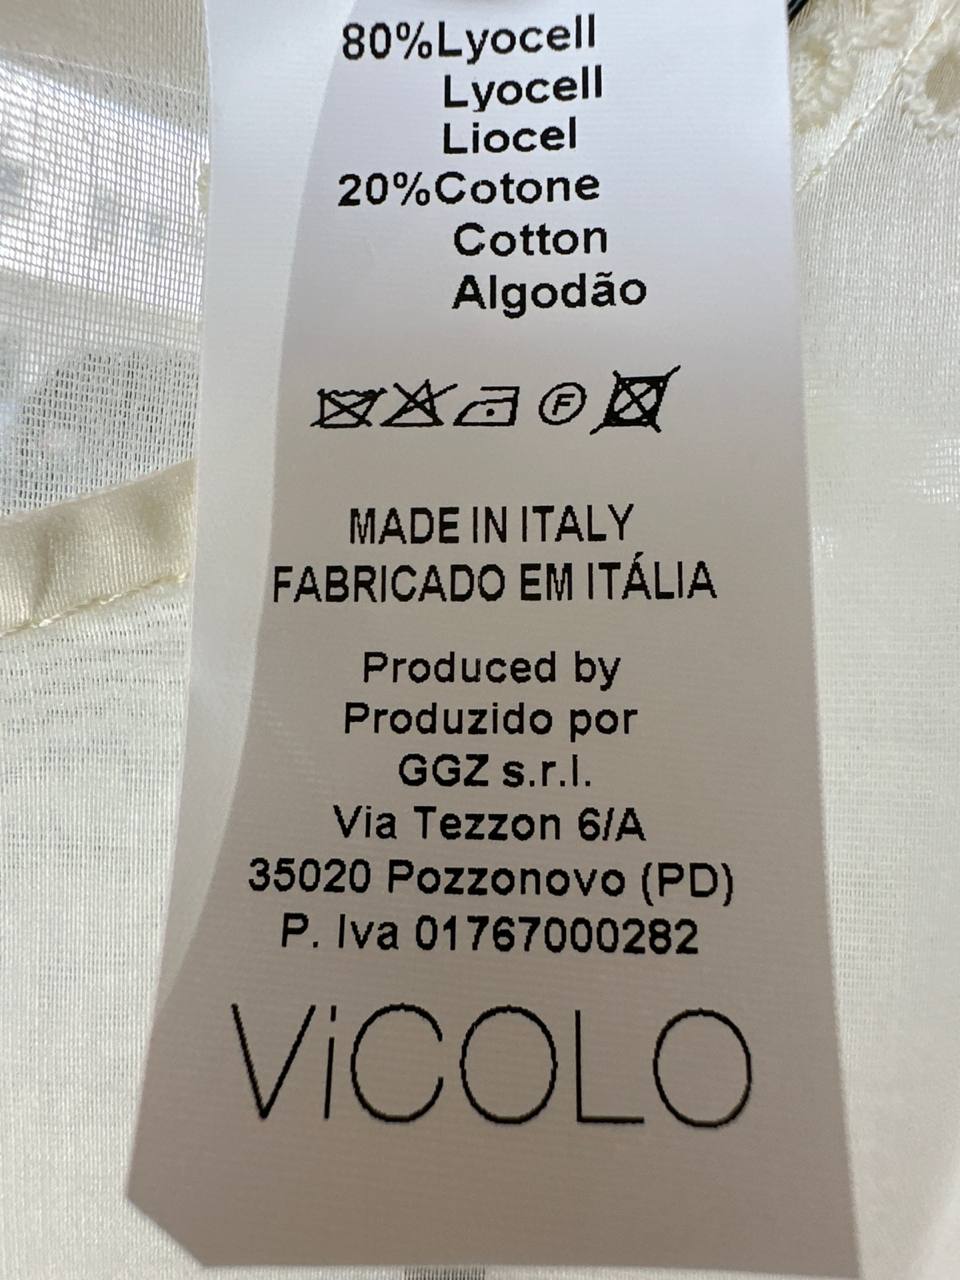 80%Lyocell
Lyocell
Liocel
20%Cotone
Cotton
Algodão
F
MADE IN ITALY
FABRICADO EM ITÁLIA
Produced by
Produzido por
GGZ s.r.l.
Via Tezzon 6/A
35020 Pozzonovo (PD)
P. Iva 01767000282
ViCOLO